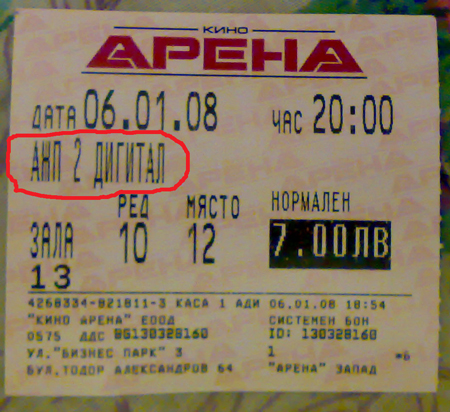 КИНО
АРЕНА
ДАТА 06.01.08 ЧАС 20:00
АЖП 2 ДИГИТАЛ
РЕД МЯСТО НОРМАЛЕН
ЗАЛА 10 12 7.00ЛВ
13
4268334-821811-3 КАСА 1 АДИ 06.01.08 18:54
"КИНО АРЕНА" ЕООД СИСТЕМЕН БОН
0575 ДДС BG130328160 ID: 130328160
УЛ."БИЗНЕС ПАРК" 3 1 м6
БУЛ.ТОДОР АЛЕКСАНДРОВ 64 "АРЕНА" ЗАПАД